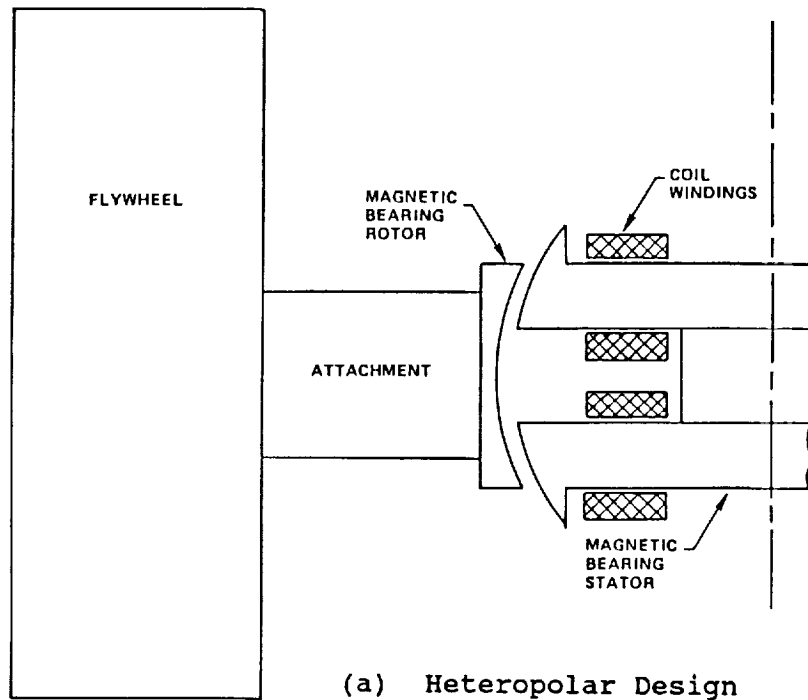 FLYWHEEL
MAGNETIC
BEARING
ROTOR
COIL
WINDINGS
ATTACHMENT
MAGNETIC
BEARING
STATOR
(a) Heteropolar Design